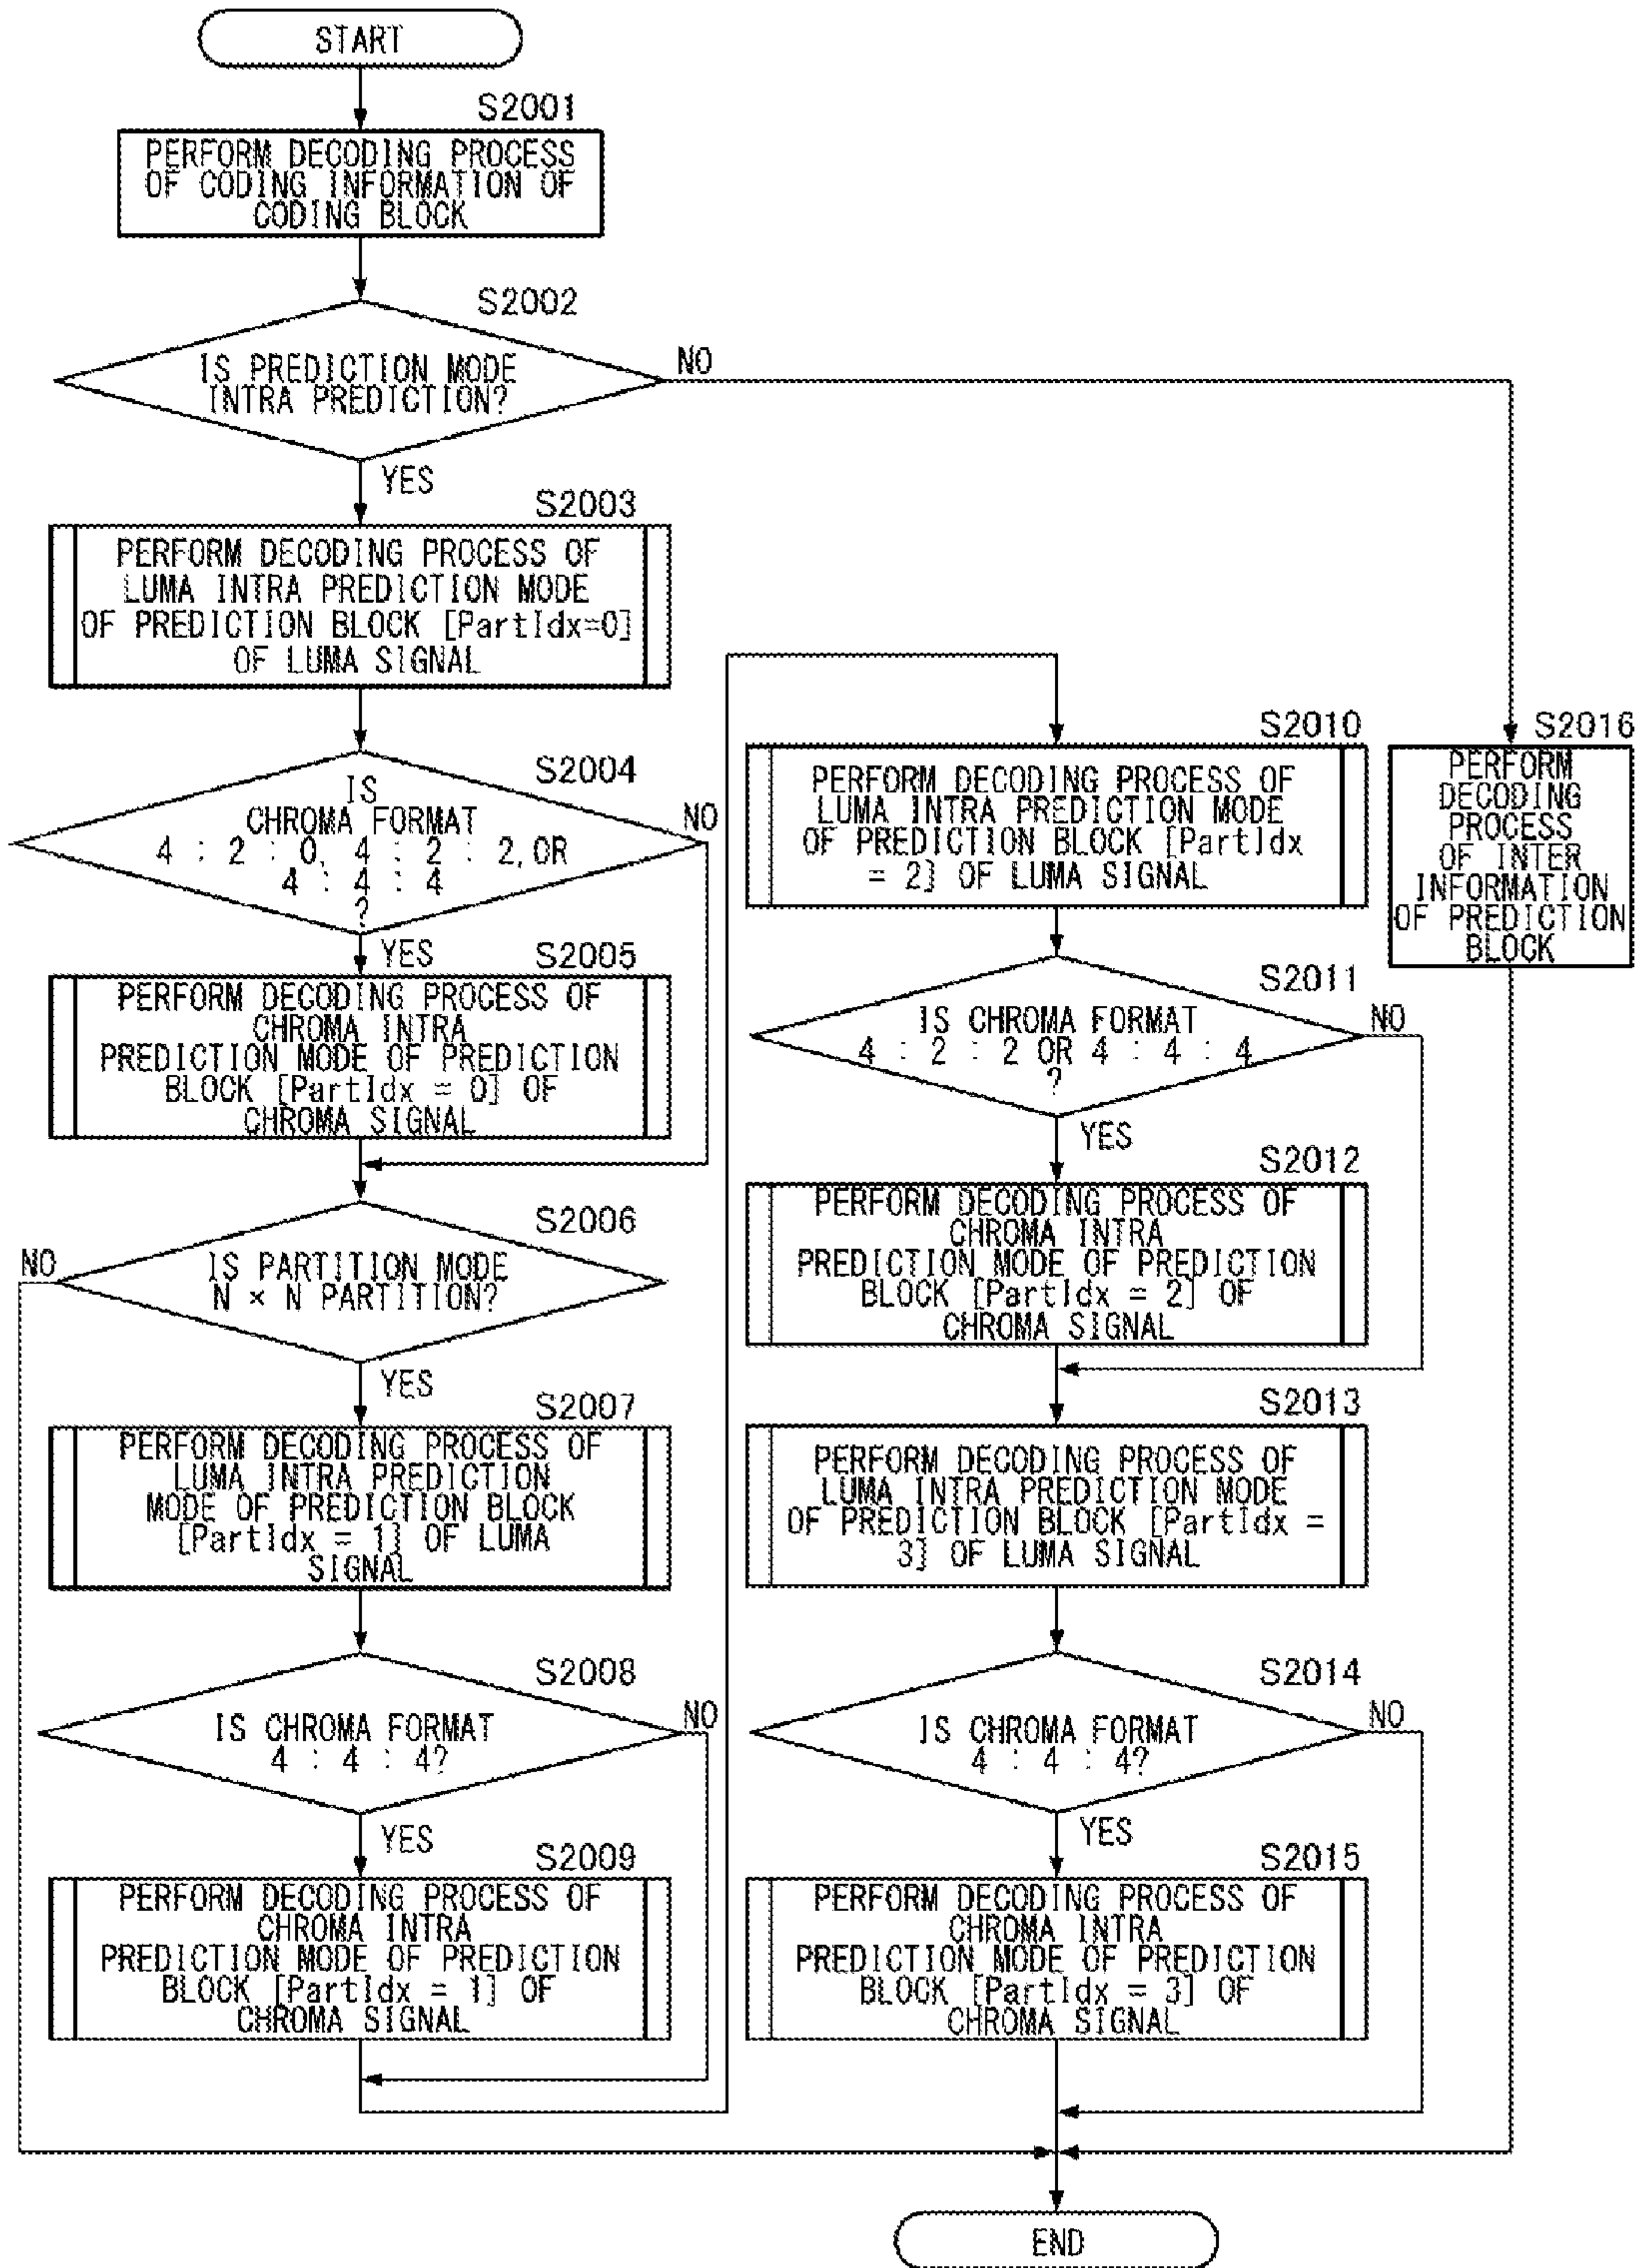 START
S2001
PERFORM DECODING PROCESS
OF CODING INFORMATION OF
CODING BLOCK
S2002
IS PREDICTION MODE
INTRA PREDICTION?
NO
YES
S2003
PERFORM DECODING PROCESS OF
LUMA INTRA PREDICTION MODE
OF PREDICTION BLOCK [PartIdx=0]
OF LUMA SIGNAL
S2004
IS
CHROMA FORMAT
4 : 2 : 0, 4 : 2 : 2, OR
4 : 4 : 4
?
NO
YES
S2005
PERFORM DECODING PROCESS OF
CHROMA INTRA
PREDICTION MODE OF PREDICTION
BLOCK [PartIdx = 0] OF
CHROMA SIGNAL
S2006
IS PARTITION MODE
N × N PARTITION?
NO
YES
S2007
PERFORM DECODING PROCESS OF
LUMA INTRA PREDICTION
MODE OF PREDICTION BLOCK
[PartIdx = 1] OF LUMA
SIGNAL
S2008
IS CHROMA FORMAT
4 : 4 : 4?
NO
YES
S2009
PERFORM DECODING PROCESS OF
CHROMA INTRA
PREDICTION MODE OF PREDICTION
BLOCK [PartIdx = 1] OF
CHROMA SIGNAL
S2010
PERFORM DECODING PROCESS OF
LUMA INTRA PREDICTION MODE
OF PREDICTION BLOCK [PartIdx
= 2] OF LUMA SIGNAL
S2011
IS CHROMA FORMAT
4 : 2 : 2 OR 4 : 4 : 4
?
NO
YES
S2012
PERFORM DECODING PROCESS OF
CHROMA INTRA
PREDICTION MODE OF PREDICTION
BLOCK [PartIdx = 2] OF
CHROMA SIGNAL
S2013
PERFORM DECODING PROCESS OF
LUMA INTRA PREDICTION MODE
OF PREDICTION BLOCK [PartIdx =
3] OF LUMA SIGNAL
S2014
IS CHROMA FORMAT
4 : 4 : 4?
NO
YES
S2015
PERFORM DECODING PROCESS OF
CHROMA INTRA
PREDICTION MODE OF PREDICTION
BLOCK [PartIdx = 3] OF
CHROMA SIGNAL
S2016
PERFORM
DECODING
PROCESS
OF INTER
INFORMATION
OF PREDICTION
BLOCK
END